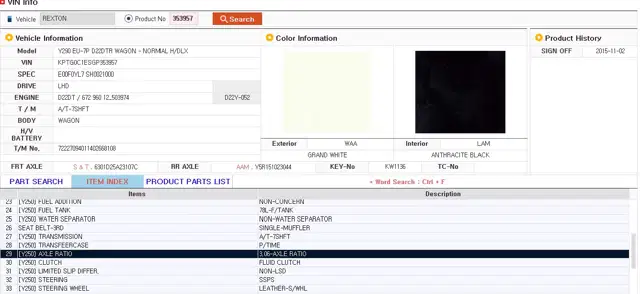 VIN Info
Vehicle REXTON Product No 353957 Search
Vehicle Information
Color Information
Product History
Model Y290 EU-7P D22DTR WAGON - NORMIAL H/DLX
SIGN OFF 2015-11-02
VIN KPTG0C1ESGP353957
SPEC E00F0YL7 SH0021000
DRIVE LHD
ENGINE D22DT / 672 960 12_503974 D22Y-052
T / M A/T-7SHFT
BODY WAGON
H/V BATTERY
T/M No. 7222709401 1402668108
Exterior WAA Interior LAM
GRAND WHITE ANTHRACITE BLACK
FRT AXLE S & T . 6301D25A23107C RR AXLE AAM . Y5R151023044 KEY-No KW1136 TC-No
PART SEARCH ITEM INDEX PRODUCT PARTS LIST
* Word Search : Ctrl + F
Items Description
23 [Y250] FUEL ADDITION NON-CONCERN
24 [Y250] FUEL TANK 78L-F/TANK
25 [Y250] WATER SEPARATOR NON-WATER SEPARATOR
26 SEAT BELT-3RD SINGLE-MUFFLER
27 [Y250] TRANSMISSION A/T-7SHFT
28 [Y250] TRANSFEERCASE P/TIME
29 [Y250] AXLE RATIO 3.06-AXLE RATIO
30 [Y250] CLUTCH FLUID CLUTCH
31 [Y250] LIMITED SLIP DIFFER. NON-LSD
32 [Y250] STEERING SSPS
33 [Y250] STEERING WHEEL LEATHER-S/WHL